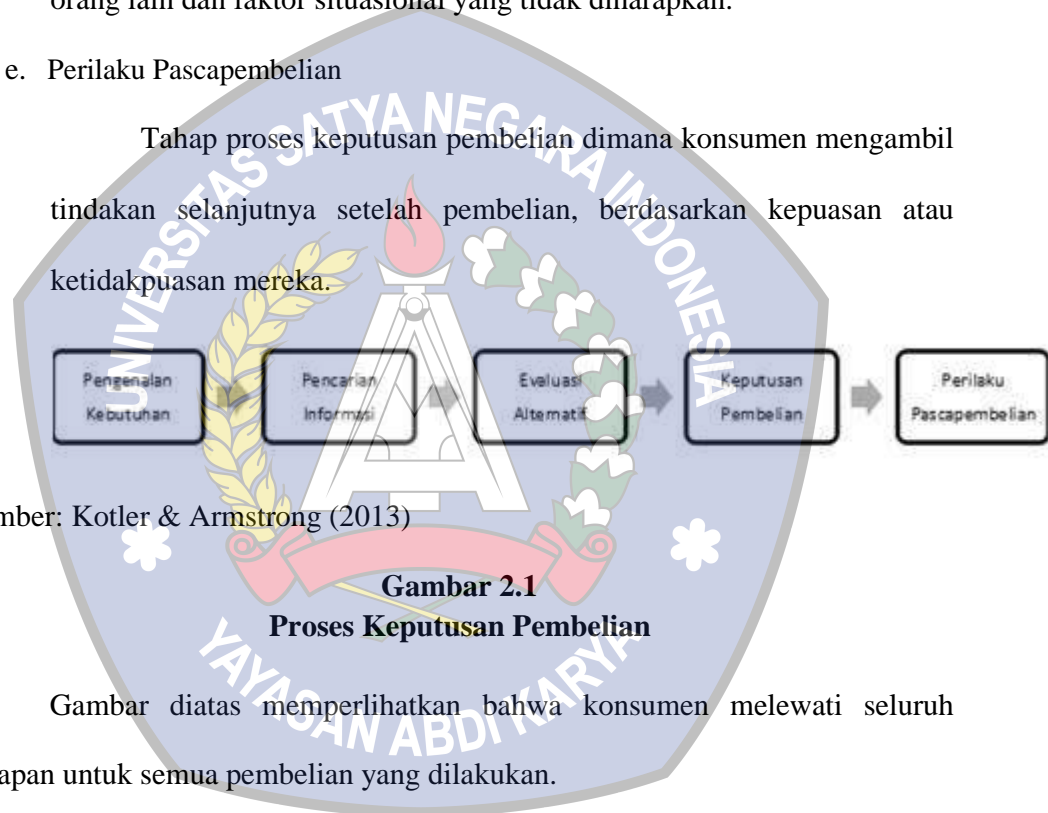 orang lain dan faktor situasional yang tidak diharapkan.
e. Perilaku Pascapembelian
Tahap proses keputusan pembelian dimana konsumen mengambil
tindakan selanjutnya setelah pembelian, berdasarkan kepuasan atau
ketidakpuasan mereka.
Pengenalan
Kebutuhan
Pencarian
Informasi
Evaluasi
Alternatif
Keputusan
Pembelian
Perilaku
Pascapembelian
mber: Kotler & Armstrong (2013)
Gambar 2.1
Proses Keputusan Pembelian
Gambar diatas memperlihatkan bahwa konsumen melewati seluruh
apan untuk semua pembelian yang dilakukan.
UNIVERSITAS SATYA NEGARA INDONESIA
YAYASAN ABDI KARYA